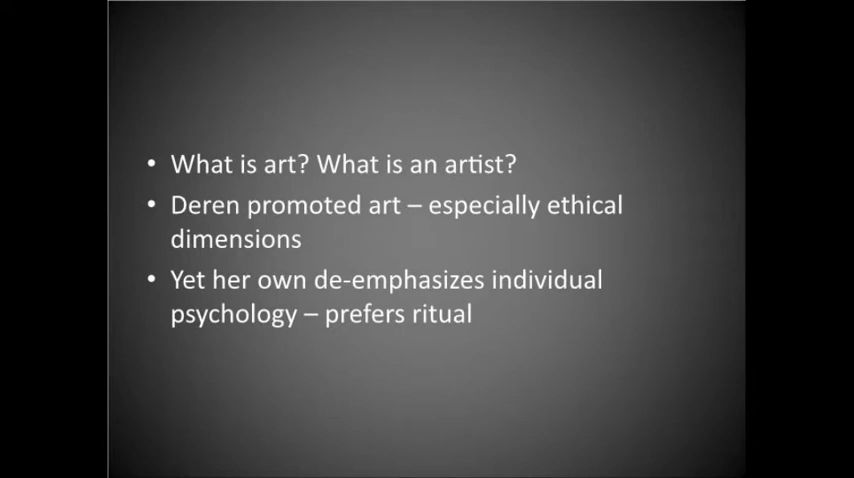 • What is art? What is an artist?
• Deren promoted art – especially ethical
dimensions
• Yet her own de-emphasizes individual
psychology – prefers ritual